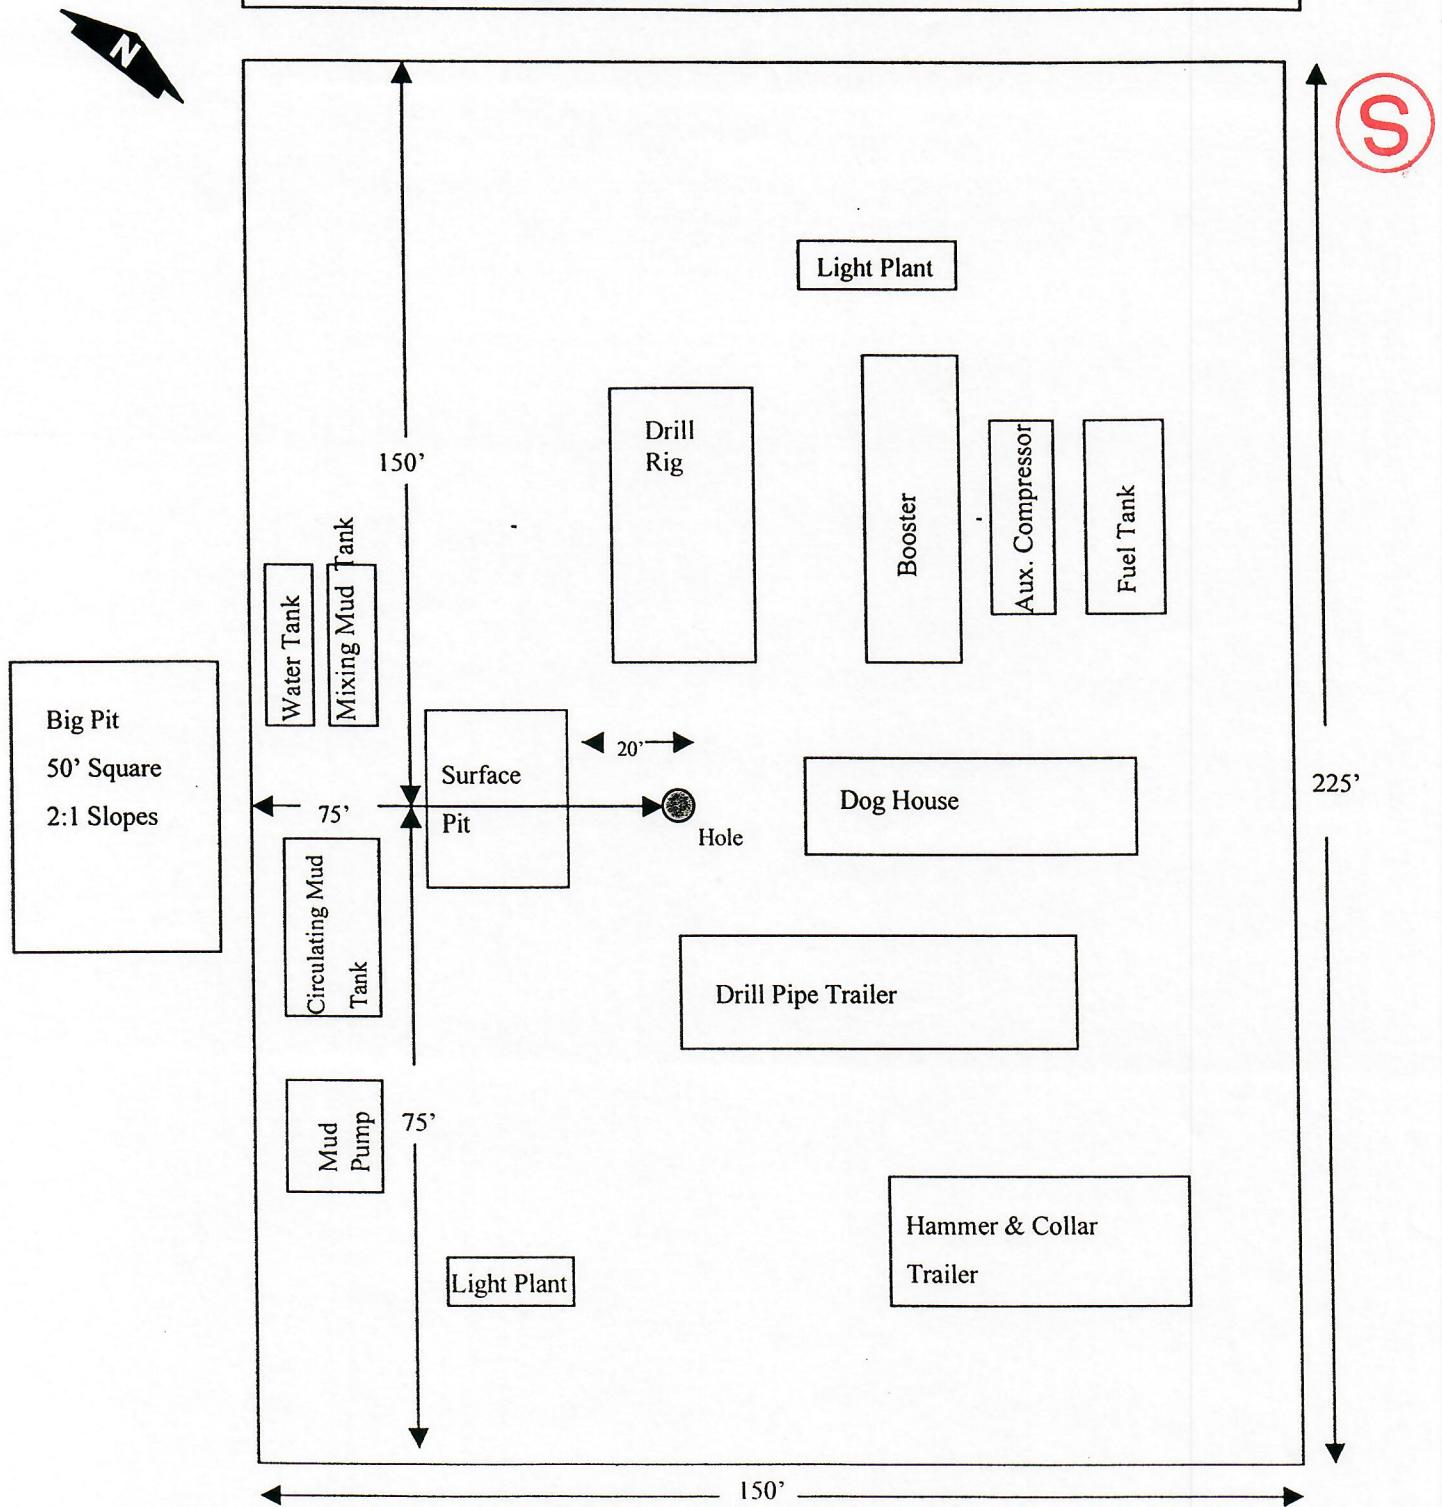 N
S
Light Plant
Drill
Rig
150’
Booster
Aux. Compressor
Fuel Tank
Water Tank
Mixing Mud Tank
Big Pit
50’ Square
2:1 Slopes
Surface
Pit
20’
75’
Hole
Dog House
225’
Circulating Mud
Tank
Drill Pipe Trailer
Mud
Pump
75’
Hammer & Collar
Trailer
Light Plant
150’